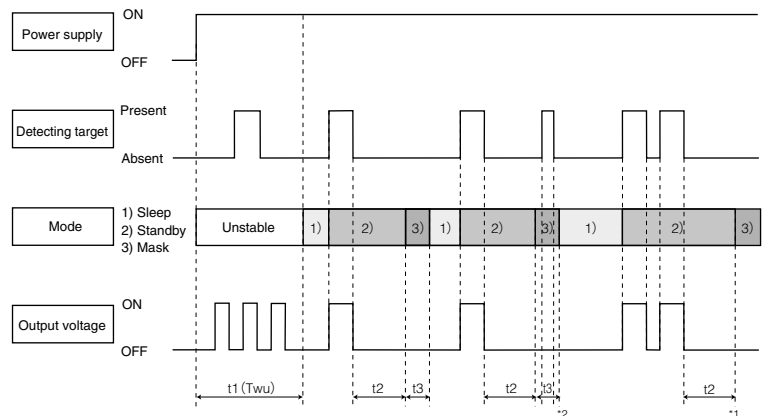 ON
Power supply
OFF
Present
Detecting target
Absent
Mode
1) Sleep
2) Standby
3) Mask
Unstable
1)
2)
3)
1)
2)
3)
1)
2)
3)
ON
Output voltage
OFF
t1 (Twu)
t2
t3
t2
t3
t2
*2
*1